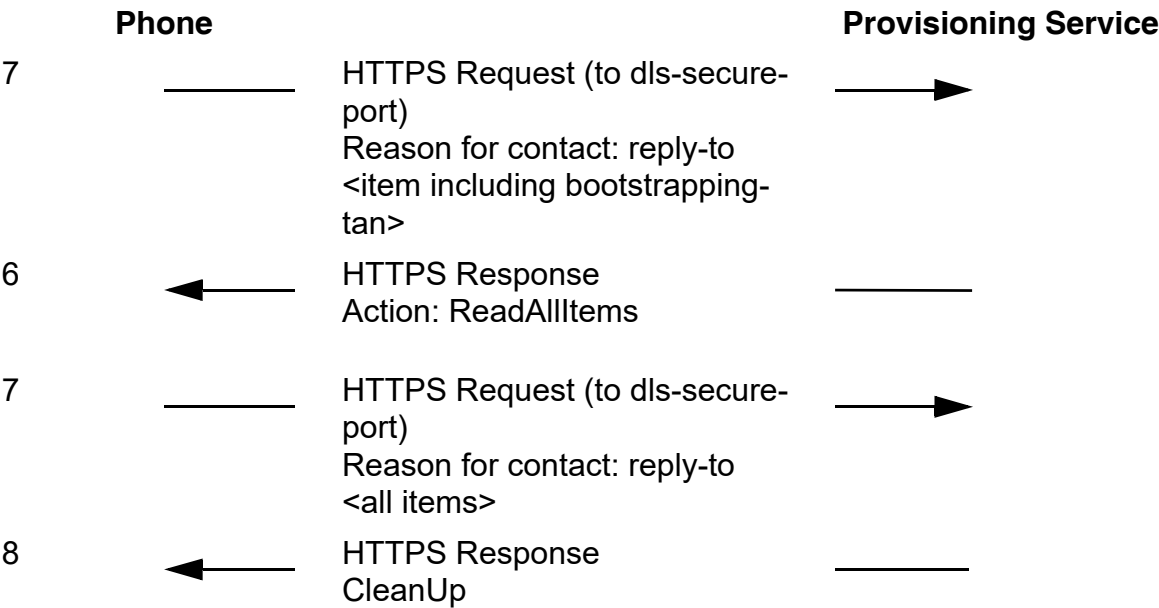 Phone Provisioning Service
7 HTTPS Request (to dls-secure-
port)
Reason for contact: reply-to
<item including bootstrapping-
tan>
6 HTTPS Response
Action: ReadAllItems
7 HTTPS Request (to dls-secure-
port)
Reason for contact: reply-to
<all items>
8 HTTPS Response
CleanUp